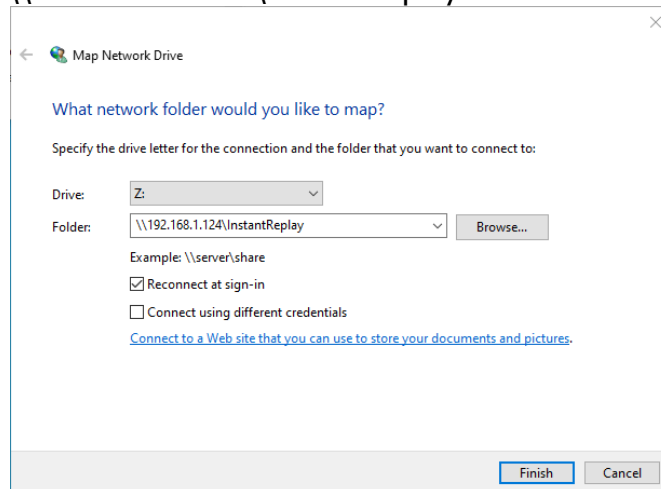 Map Network Drive
What network folder would you like to map?
Specify the drive letter for the connection and the folder that you want to connect to:
Drive: Z:
Folder: \\192.168.1.124\InstantReplay Browse...
Example: \\server\share
Reconnect at sign-in
Connect using different credentials
Connect to a Web site that you can use to store your documents and pictures.
Finish Cancel